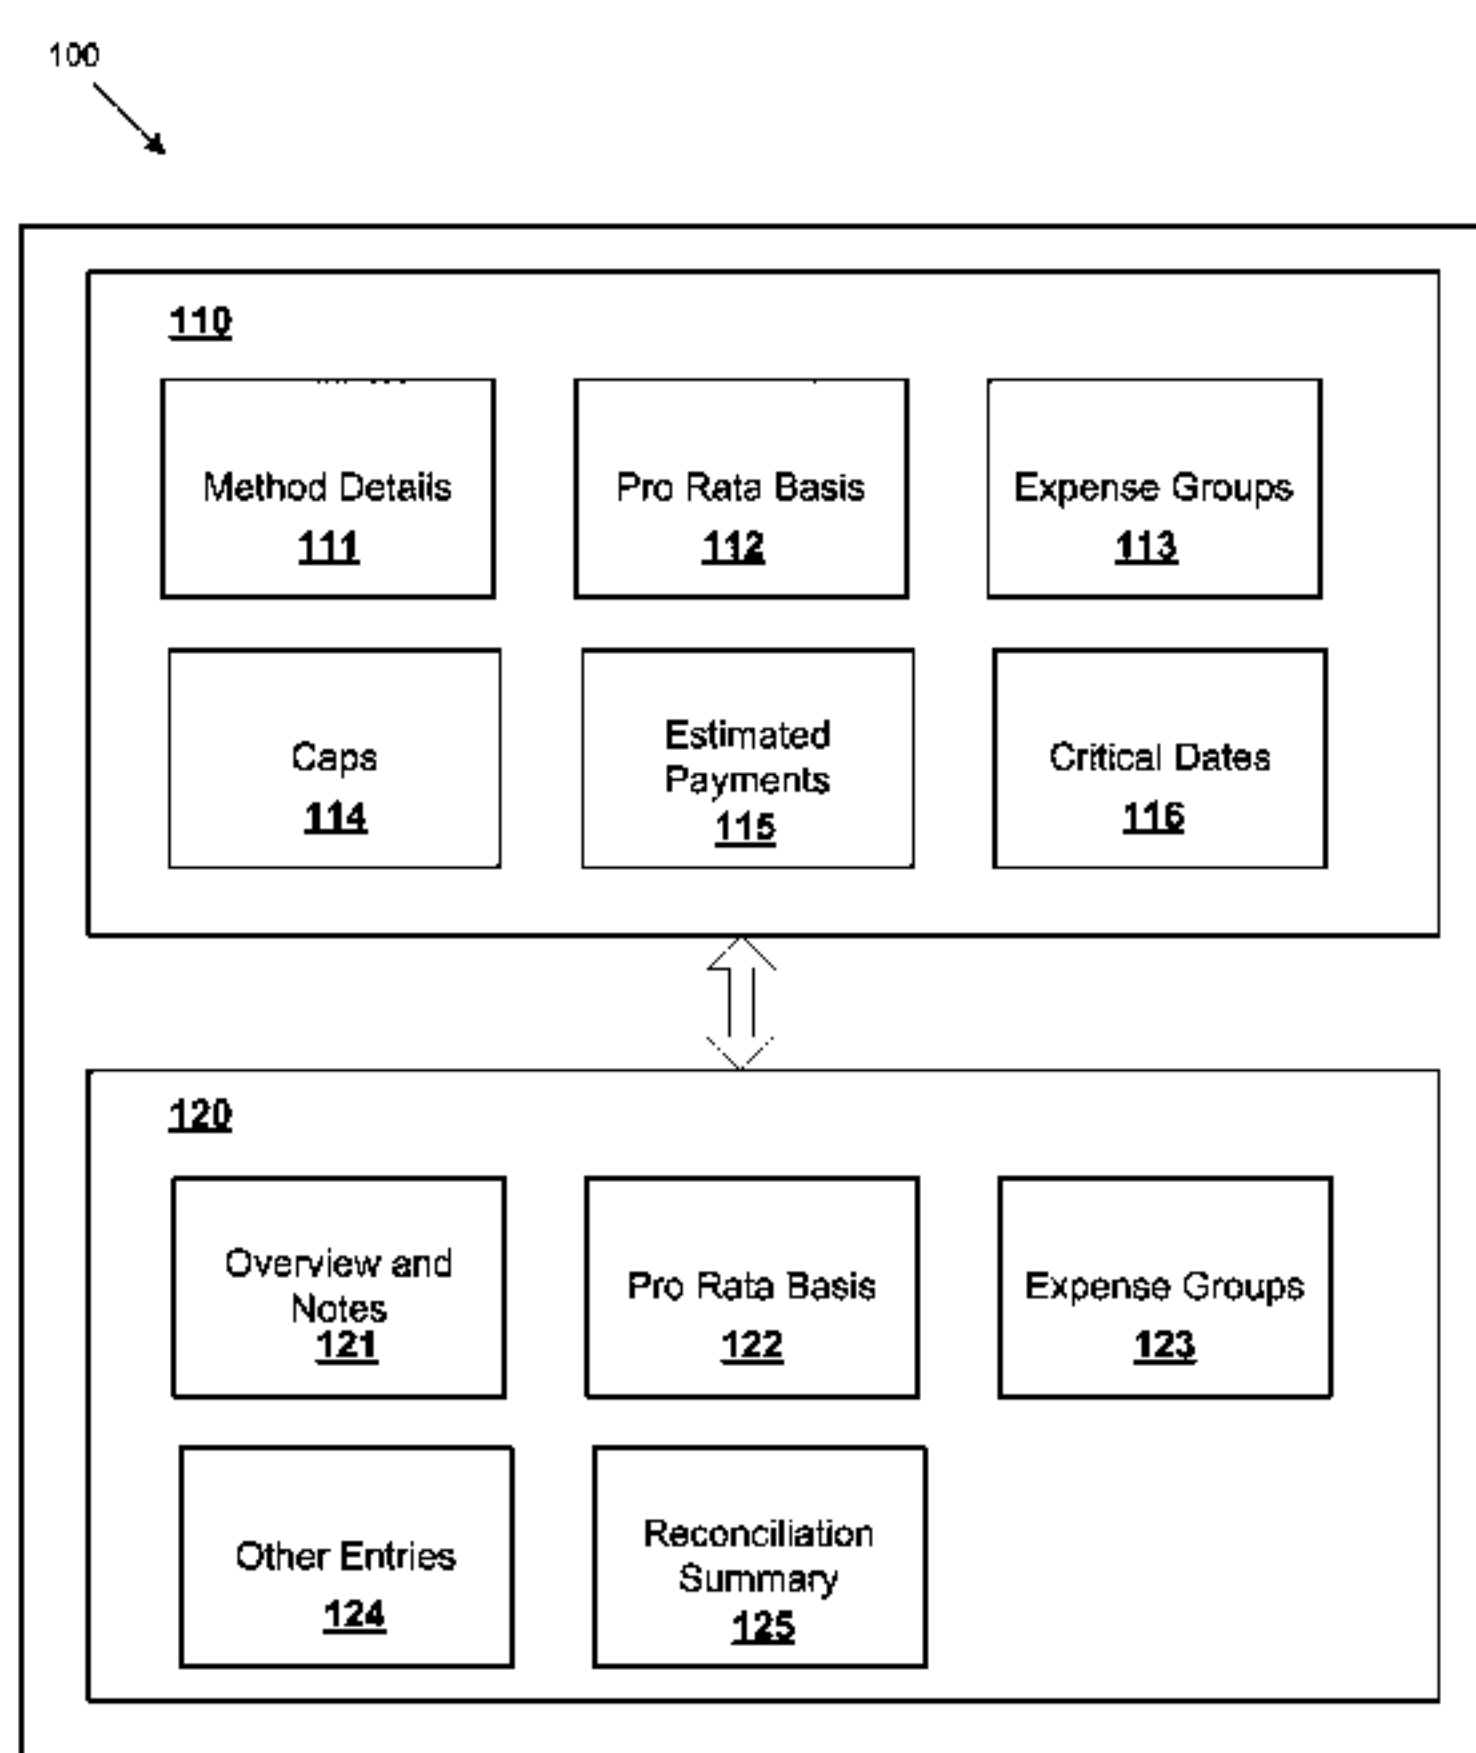 100
110
Method Details
111
Pro Rata Basis
112
Expense Groups
113
Caps
114
Estimated
Payments
115
Critical Dates
116
120
Overview and
Notes
121
Pro Rata Basis
122
Expense Groups
123
Other Entries
124
Reconciliation
Summary
125